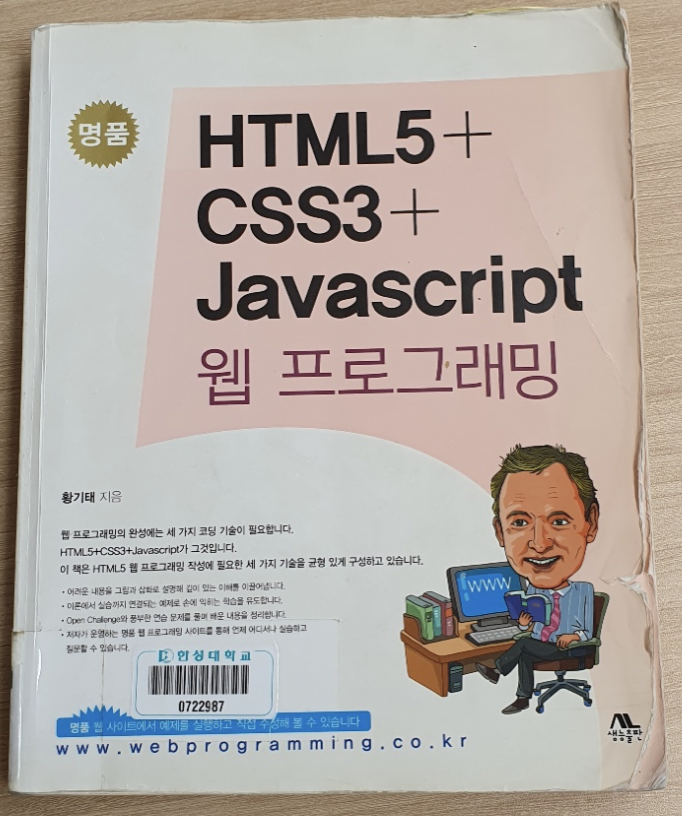 명품
HTML5+
CSS3+
Javascript
웹 프로그래밍
황기태 지음
웹 프로그래밍의 완성에는 세 가지 코딩 기술이 필요합니다.
HTML5+CSS3+Javascript가 그것입니다.
이 책은 HTML5 웹 프로그래밍 작성에 필요한 세 가지 기술을 균형 있게 구성하고 있습니다.
• 어려운 내용을 그림과 삽화로 설명해 깊이 있는 이해를 이끌어냅니다.
• 이론에서 실습까지 연결되는 예제로 손에 익히는 학습을 유도합니다.
• Open Challenge와 풍부한 연습 문제를 풀며 배운 내용을 정리합니다.
• 저자가 운영하는 명품 웹 프로그래밍 사이트를 통해 언제 어디서나 실습하고
질문할 수 있습니다.
WWW
한성대학교
0722987
명품 웹 사이트에서 예제를 실행하고 직접 수정해 볼 수 있습니다
www.webprogramming.co.kr
생능출판